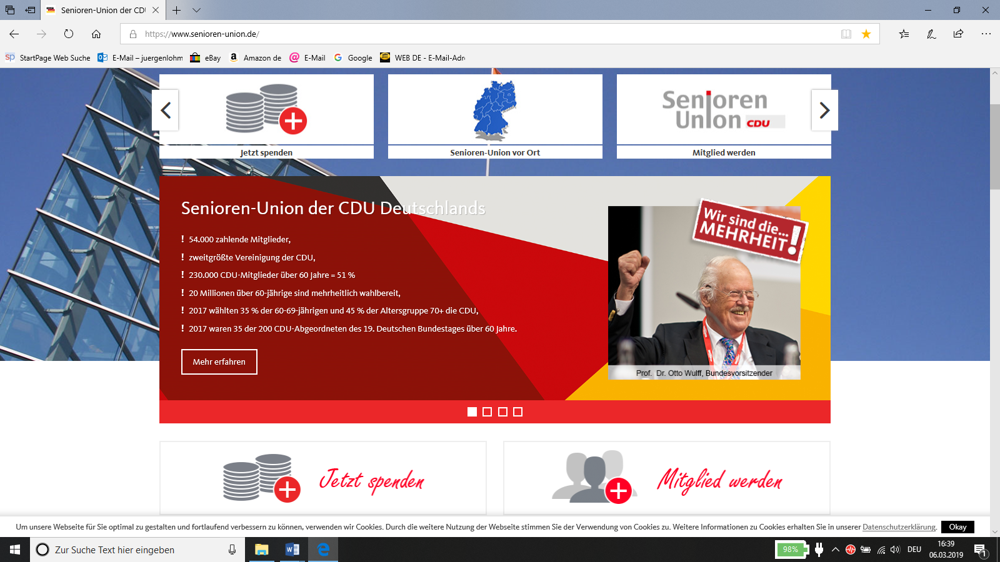 Senioren-Union der CDU
https://www.senioren-union.de/
StartPage Web Suche
E-Mail – juergenlohm
eBay
Amazon de
E-Mail
Google
WEB DE - E-Mail-Adr
Jetzt spenden
Senioren-Union vor Ort
Senioren
Union CDU
Mitglied werden
Senioren-Union der CDU Deutschlands
! 54.000 zahlende Mitglieder,
! zweitgrößte Vereinigung der CDU,
! 230.000 CDU-Mitglieder über 60 Jahre = 51 %
! 20 Millionen über 60-jährige sind mehrheitlich wahlbereit,
! 2017 wählten 35 % der 60-69-jährigen und 45 % der Altersgruppe 70+ die CDU,
! 2017 waren 35 der 200 CDU-Abgeordneten des 19. Deutschen Bundestages über 60 Jahre.
Mehr erfahren
Wir sind die...
MEHRHEIT!
Prof. Dr. Otto Wulff, Bundesvorsitzender
Jetzt spenden
Mitglied werden
Um unsere Webseite für Sie optimal zu gestalten und fortlaufend verbessern zu können, verwenden wir Cookies. Durch die weitere Nutzung der Webseite stimmen Sie der Verwendung von Cookies zu. Weitere Informationen zu Cookies erhalten Sie in unserer Datenschutzerklärung.
Okay
Zur Suche Text hier eingeben
98%
DEU
16:39
06.03.2019
1